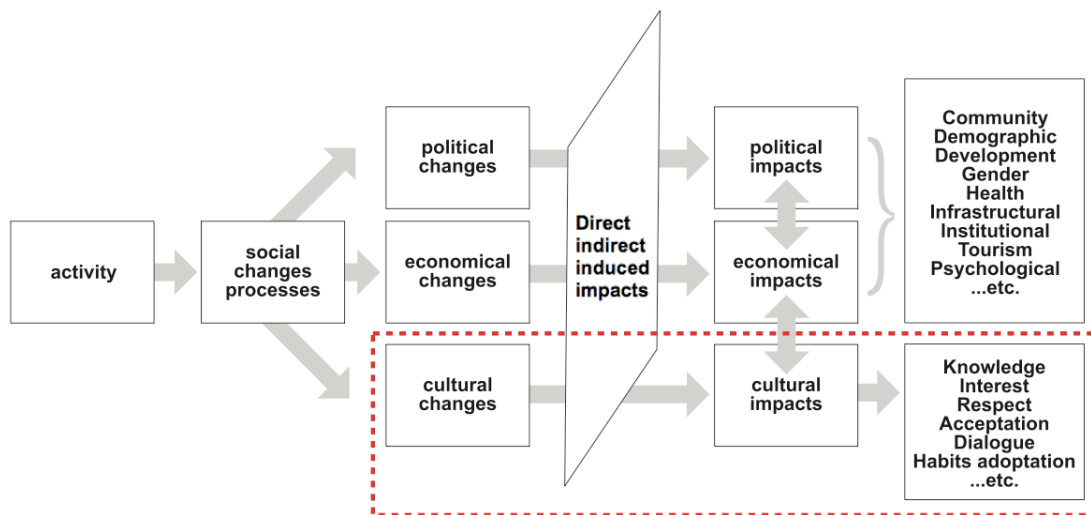 activity
social
changes
processes
political
changes
economical
changes
cultural
changes
Direct
indirect
induced
impacts
political
impacts
economical
impacts
cultural
impacts
Community
Demographic
Development
Gender
Health
Infrastructural
Institutional
Tourism
Psychological
...etc.
Knowledge
Interest
Respect
Acceptation
Dialogue
Habits adoptation
...etc.